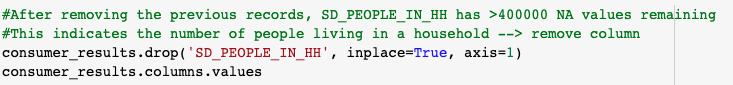 #After removing the previous records, SD_PEOPLE_IN_HH has >400000 NA values remaining
#This indicates the number of people living in a household --> remove column
consumer_results.drop('SD_PEOPLE_IN_HH', inplace=True, axis=1)
consumer_results.columns.values